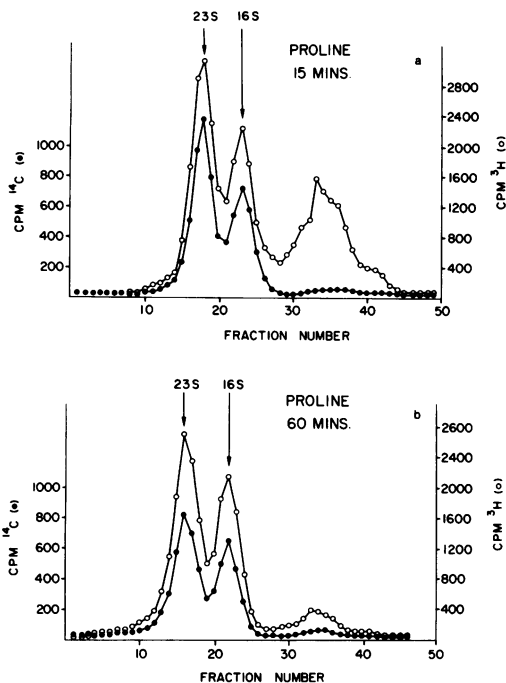 23S 16S
PROLINE
15 MINS.
a
1000
800
600
400
200
CPM 14C (●)
2800
2400
2000
1600
1200
800
400
CPM 3H (○)
10 20 30 40 50
FRACTION NUMBER
23S 16S
PROLINE
60 MINS.
b
1000
800
600
400
200
CPM 14C (●)
2600
2400
2000
1600
1200
800
400
CPM 3H (○)
10 20 30 40 50
FRACTION NUMBER